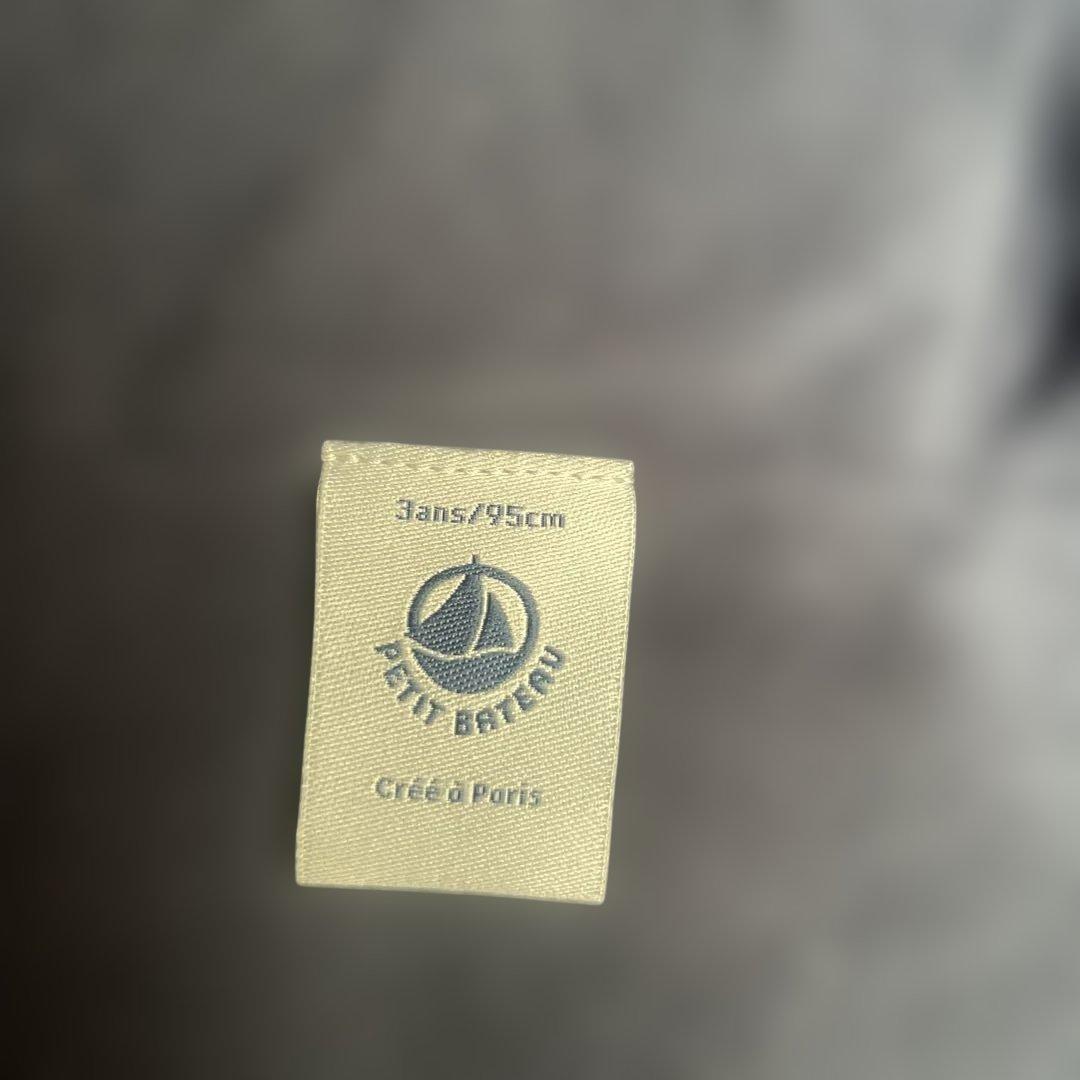 3ans/95cm
PETIT BATEAU
Créé à Paris